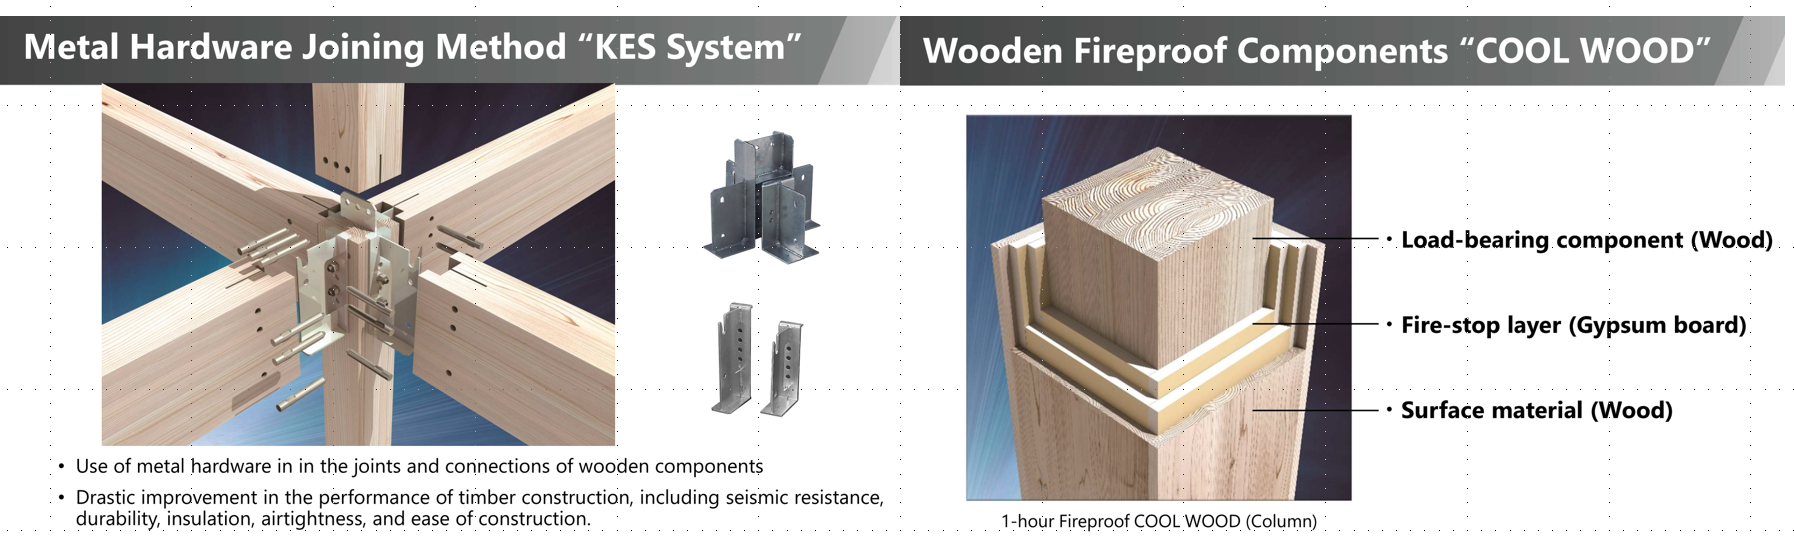 Metal Hardware Joining Method “KES System”
• Use of metal hardware in in the joints and connections of wooden components
• Drastic improvement in the performance of timber construction, including seismic resistance,
durability, insulation, airtightness, and ease of construction.
Wooden Fireproof Components “COOL WOOD”
・Load-bearing component (Wood)
・Fire-stop layer (Gypsum board)
・Surface material (Wood)
1-hour Fireproof COOL WOOD (Column)